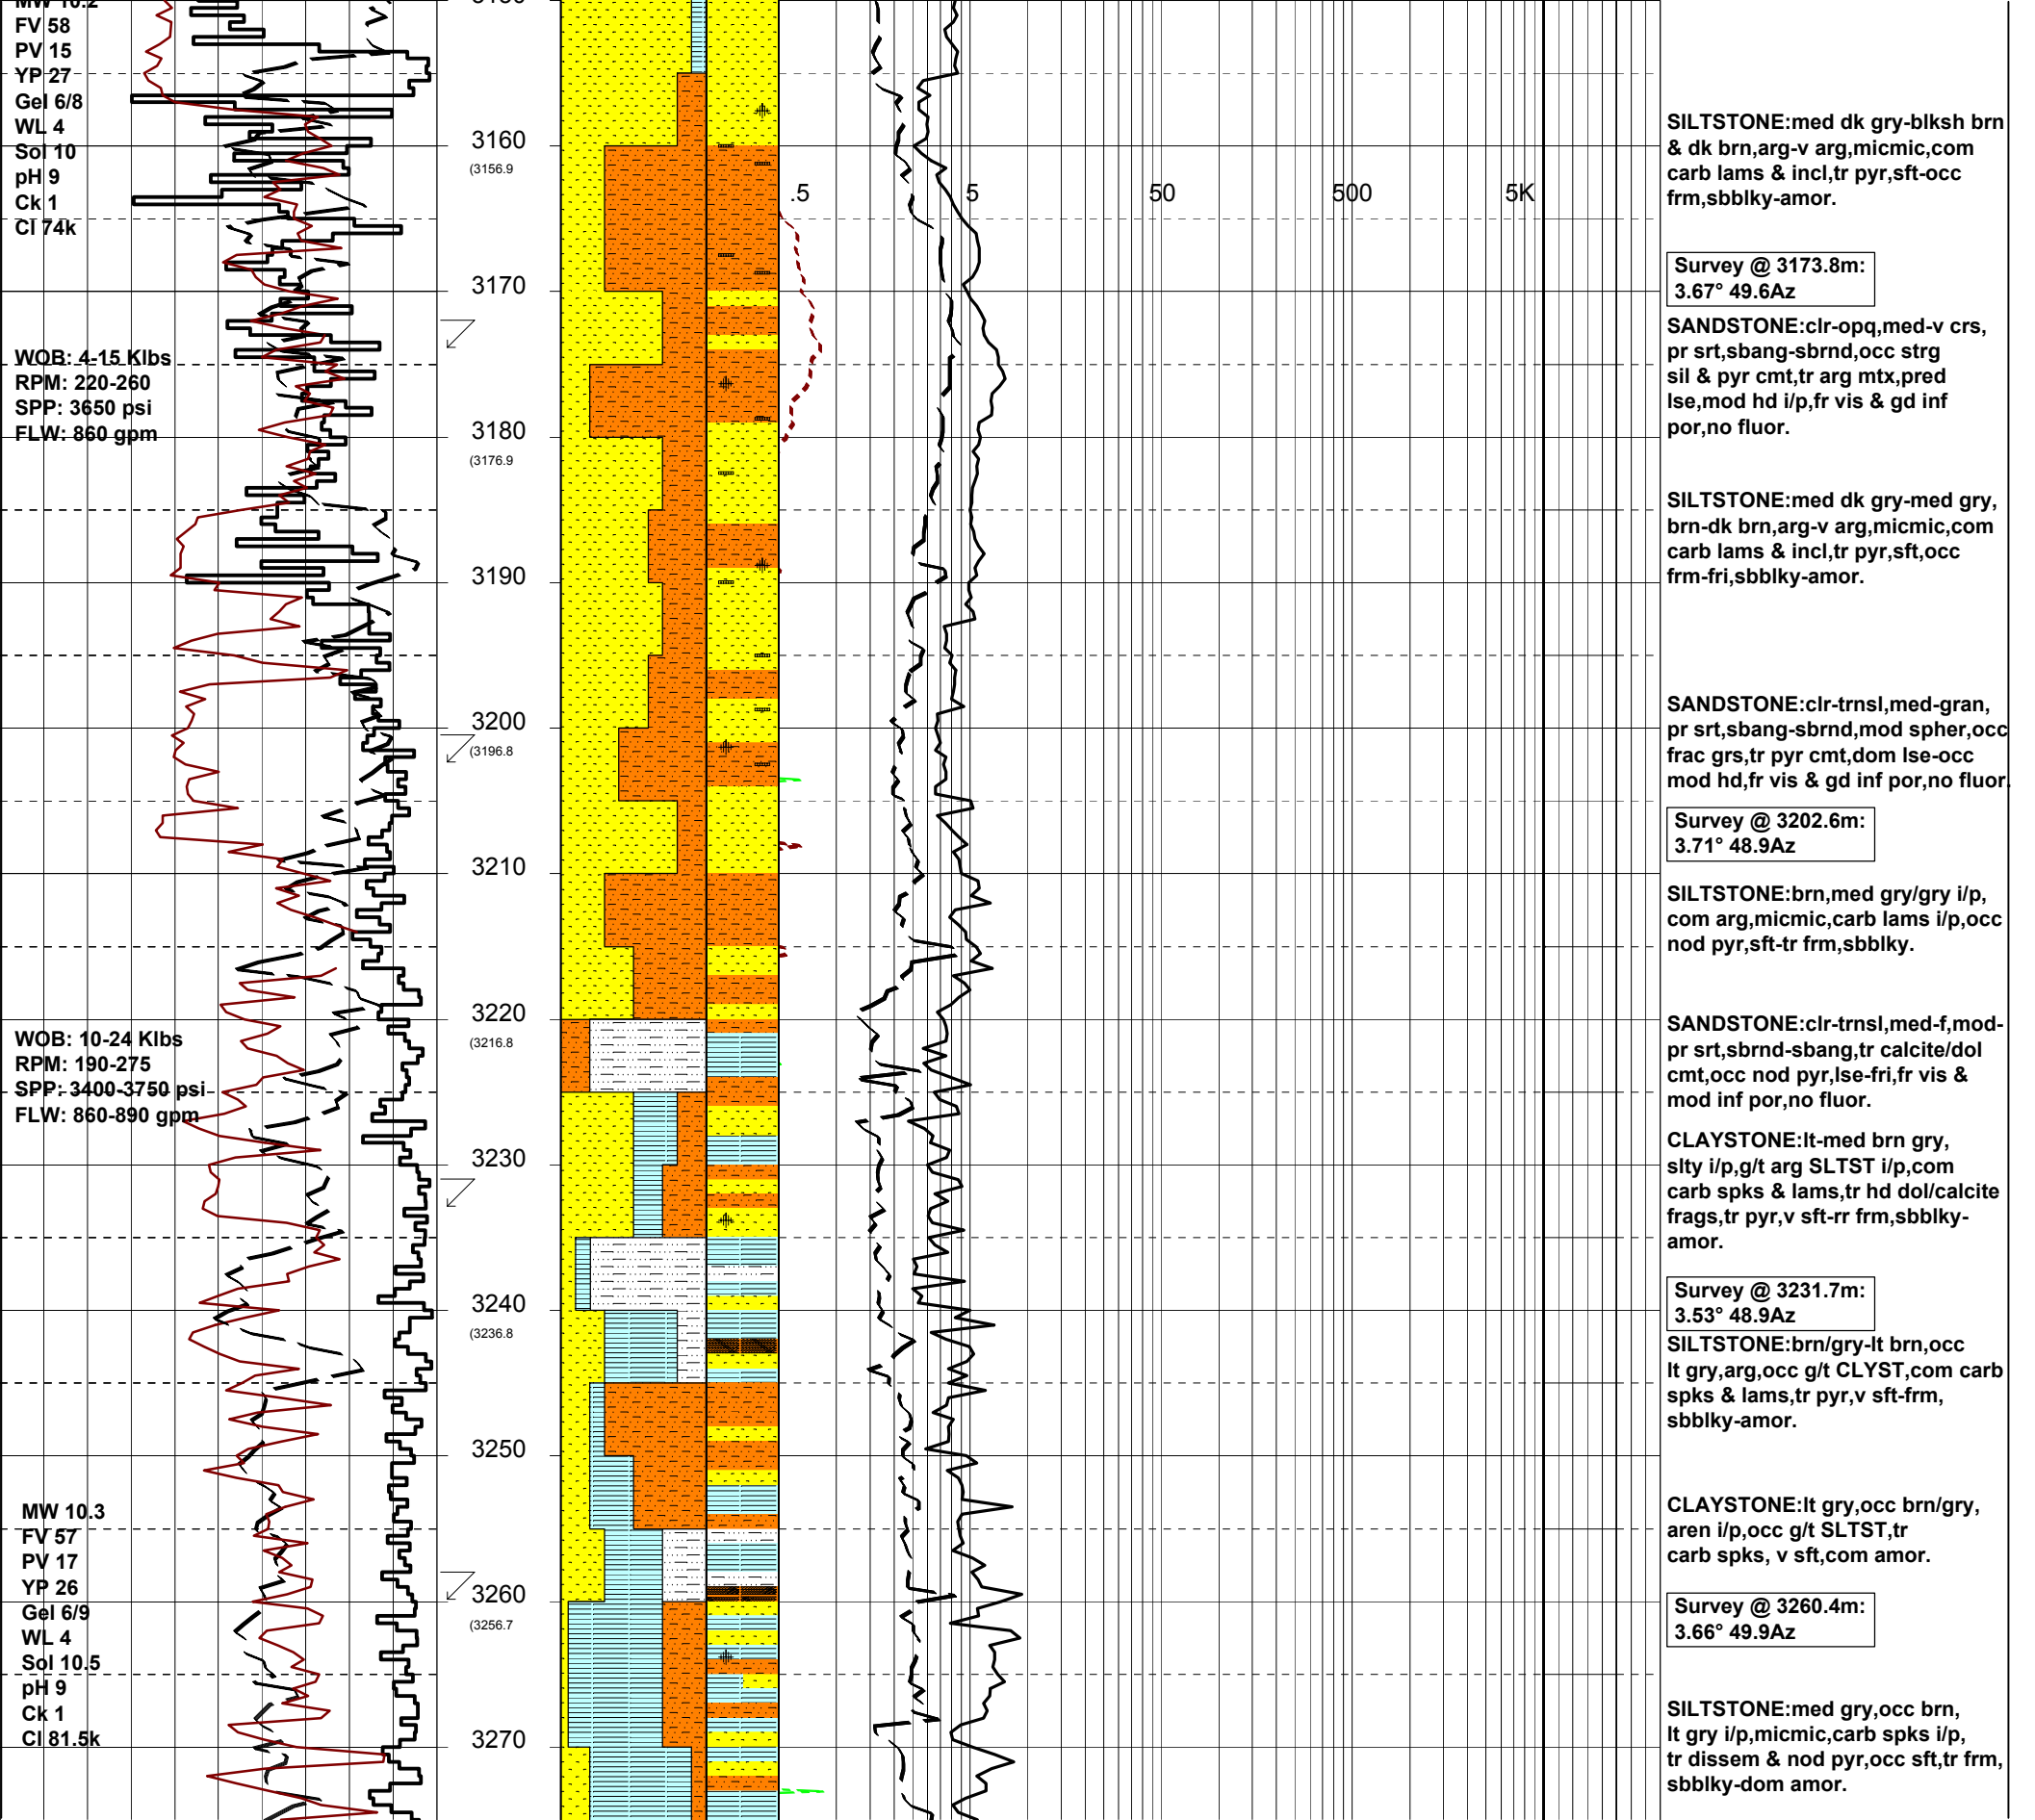 FV 58
PV 15
YP 27
Gel 6/8
WL 4
Sol 10
pH 9
Ck 1
Cl 74k
WOB: 4-15 Klbs
RPM: 220-260
SPP: 3650 psi
FLW: 860 gpm
WOB: 10-24 Klbs
RPM: 190-275
SPP: 3400-3750 psi
FLW: 860-890 gpm
MW 10.3
FV 57
PV 17
YP 26
Gel 6/9
WL 4
Sol 10.5
pH 9
Ck 1
Cl 81.5k
3160
(3156.9
3170
3180
(3176.9
3190
3200
(3196.8
3210
3220
(3216.8
3230
3240
(3236.8
3250
3260
(3256.7
3270
.5 5 50 500 5K
SILTSTONE:med dk gry-blksh brn
& dk brn,arg-v arg,micmic,com
carb lams & incl,tr pyr,sft-occ
frm,sbblky-amor.
Survey @ 3173.8m:
3.67° 49.6Az
SANDSTONE:clr-opq,med-v crs,
pr srt,sbang-sbrnd,occ strg
sil & pyr cmt,tr arg mtx,pred
lse,mod hd i/p,fr vis & gd inf
por,no fluor.
SILTSTONE:med dk gry-med gry,
brn-dk brn,arg-v arg,micmic,com
carb lams & incl,tr pyr,sft,occ
frm-fri,sbblky-amor.
SANDSTONE:clr-trnsl,med-gran,
pr srt,sbang-sbrnd,mod spher,occ
frac grs,tr pyr cmt,dom lse-occ
mod hd,fr vis & gd inf por,no fluor.
Survey @ 3202.6m:
3.71° 48.9Az
SILTSTONE:brn,med gry/gry i/p,
com arg,micmic,carb lams i/p,occ
nod pyr,sft-tr frm,sbblky.
SANDSTONE:clr-trnsl,med-f,mod-
pr srt,sbrnd-sbang,tr calcite/dol
cmt,occ nod pyr,lse-fri,fr vis &
mod inf por,no fluor.
CLAYSTONE:lt-med brn gry,
slty i/p,g/t arg SLTST i/p,com
carb spks & lams,tr hd dol/calcite
frags,tr pyr,v sft-rr frm,sbblky-
amor.
Survey @ 3231.7m:
3.53° 48.9Az
SILTSTONE:brn/gry-lt brn,occ
lt gry,arg,occ g/t CLYST,com carb
spks & lams,tr pyr,v sft-frm,
sbblky-amor.
CLAYSTONE:lt gry,occ brn/gry,
aren i/p,occ g/t SLTST,tr
carb spks, v sft,com amor.
Survey @ 3260.4m:
3.66° 49.9Az
SILTSTONE:med gry,occ brn,
lt gry i/p,micmic,carb spks i/p,
tr dissem & nod pyr,occ sft,tr frm,
sbblky-dom amor.